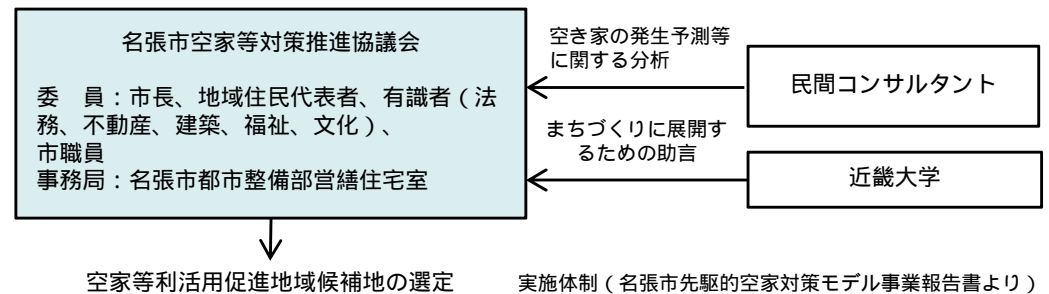 名張市空家等対策推進協議会
委　員：市長、地域住民代表者、有識者（法
務、不動産、建築、福祉、文化）、
市職員
事務局：名張市都市整備部営繕住宅室
空き家の発生予測等
に関する分析
民間コンサルタント
まちづくりに展開す
るための助言
近畿大学
空家等利活用促進地域候補地の選定
実施体制（名張市先駆的空家対策モデル事業報告書より）